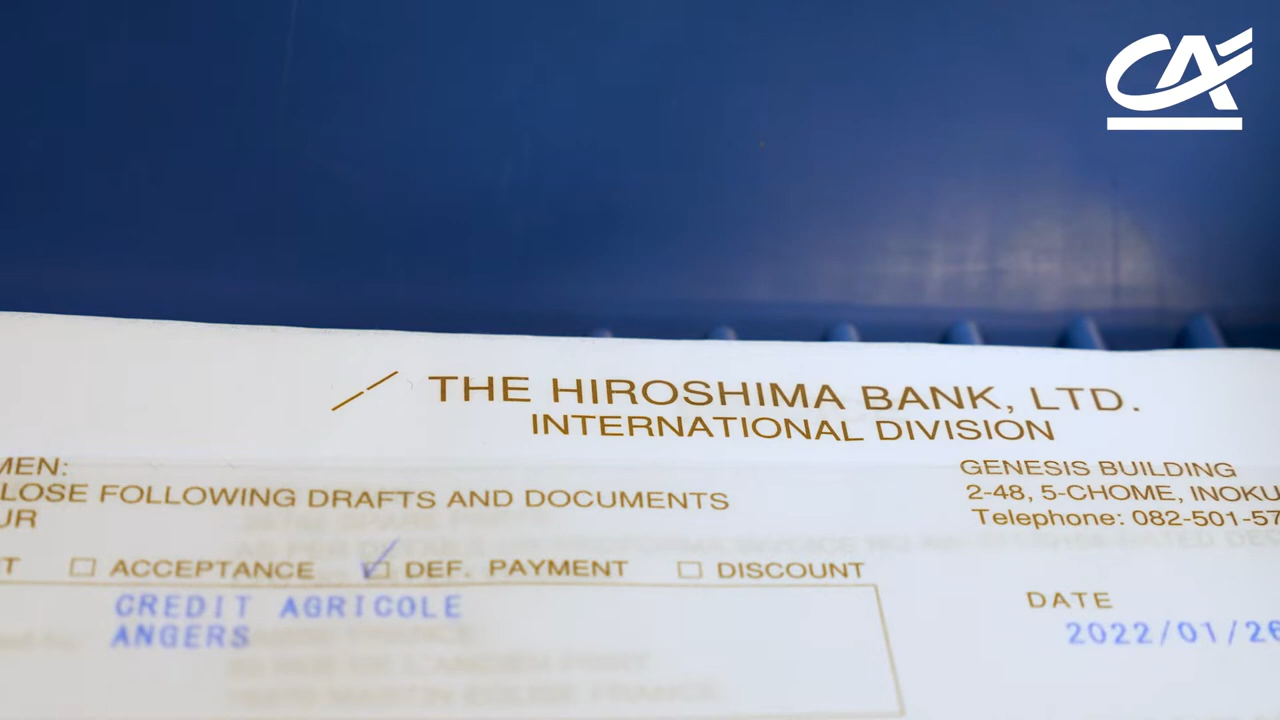 CA
THE HIROSHIMA BANK, LTD.
INTERNATIONAL DIVISION
MEN:
LOSE FOLLOWING DRAFTS AND DOCUMENTS
UR
GENESIS BUILDING
2-48, 5-CHOME, INOKU
Telephone: 082-501-57
T ☐ ACCEPTANCE ☑ DEF. PAYMENT ☐ DISCOUNT
CREDIT AGRICOLE
ANGERS
DATE
2022/01/26